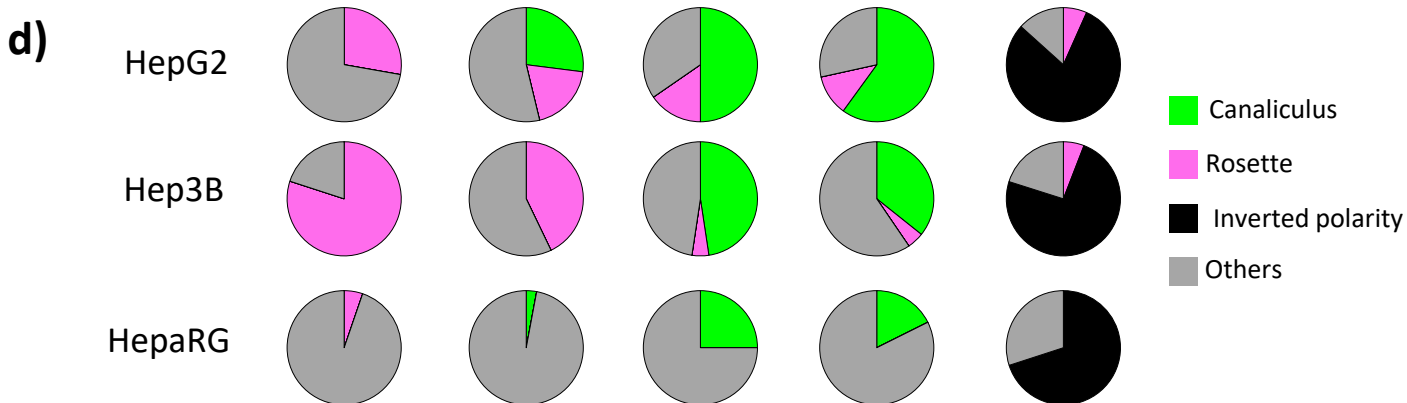 d)
HepG2
Hep3B
HepaRG
Canaliculus
Rosette
Inverted polarity
Others